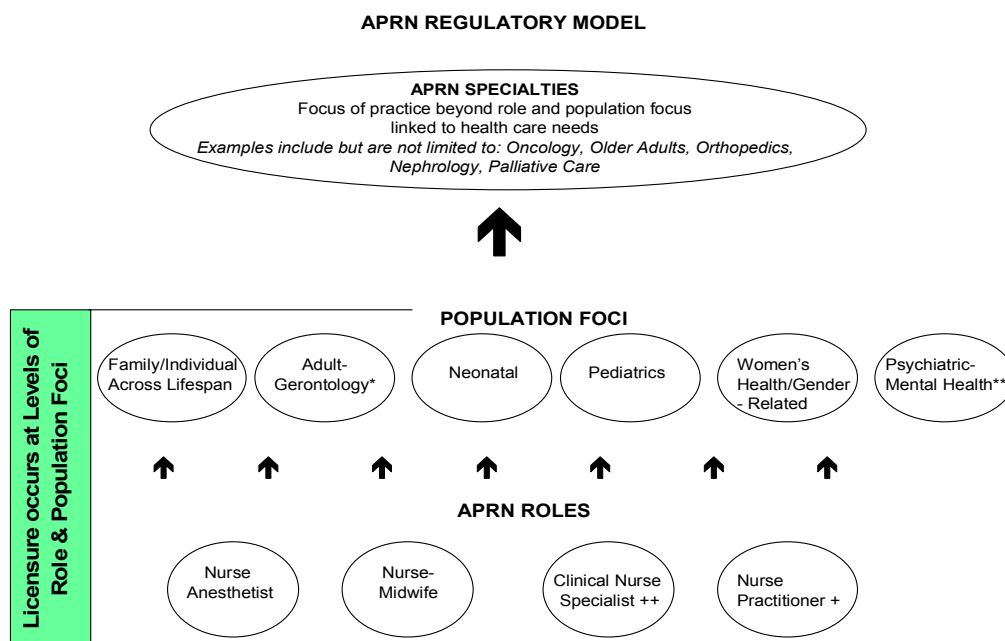 APRN REGULATORY MODEL
APRN SPECIALTIES
Focus of practice beyond role and population focus
linked to health care needs
Examples include but are not limited to: Oncology, Older Adults, Orthopedics,
Nephrology, Palliative Care
Licensure occurs at Levels of
Role & Population Foci
POPULATION FOCI
Family/Individual
Across Lifespan
Adult-
Gerontology*
Neonatal
Pediatrics
Women's
Health/Gender
- Related
Psychiatric-
Mental Health**
APRN ROLES
Nurse
Anesthetist
Nurse-
Midwife
Clinical Nurse
Specialist ++
Nurse
Practitioner +